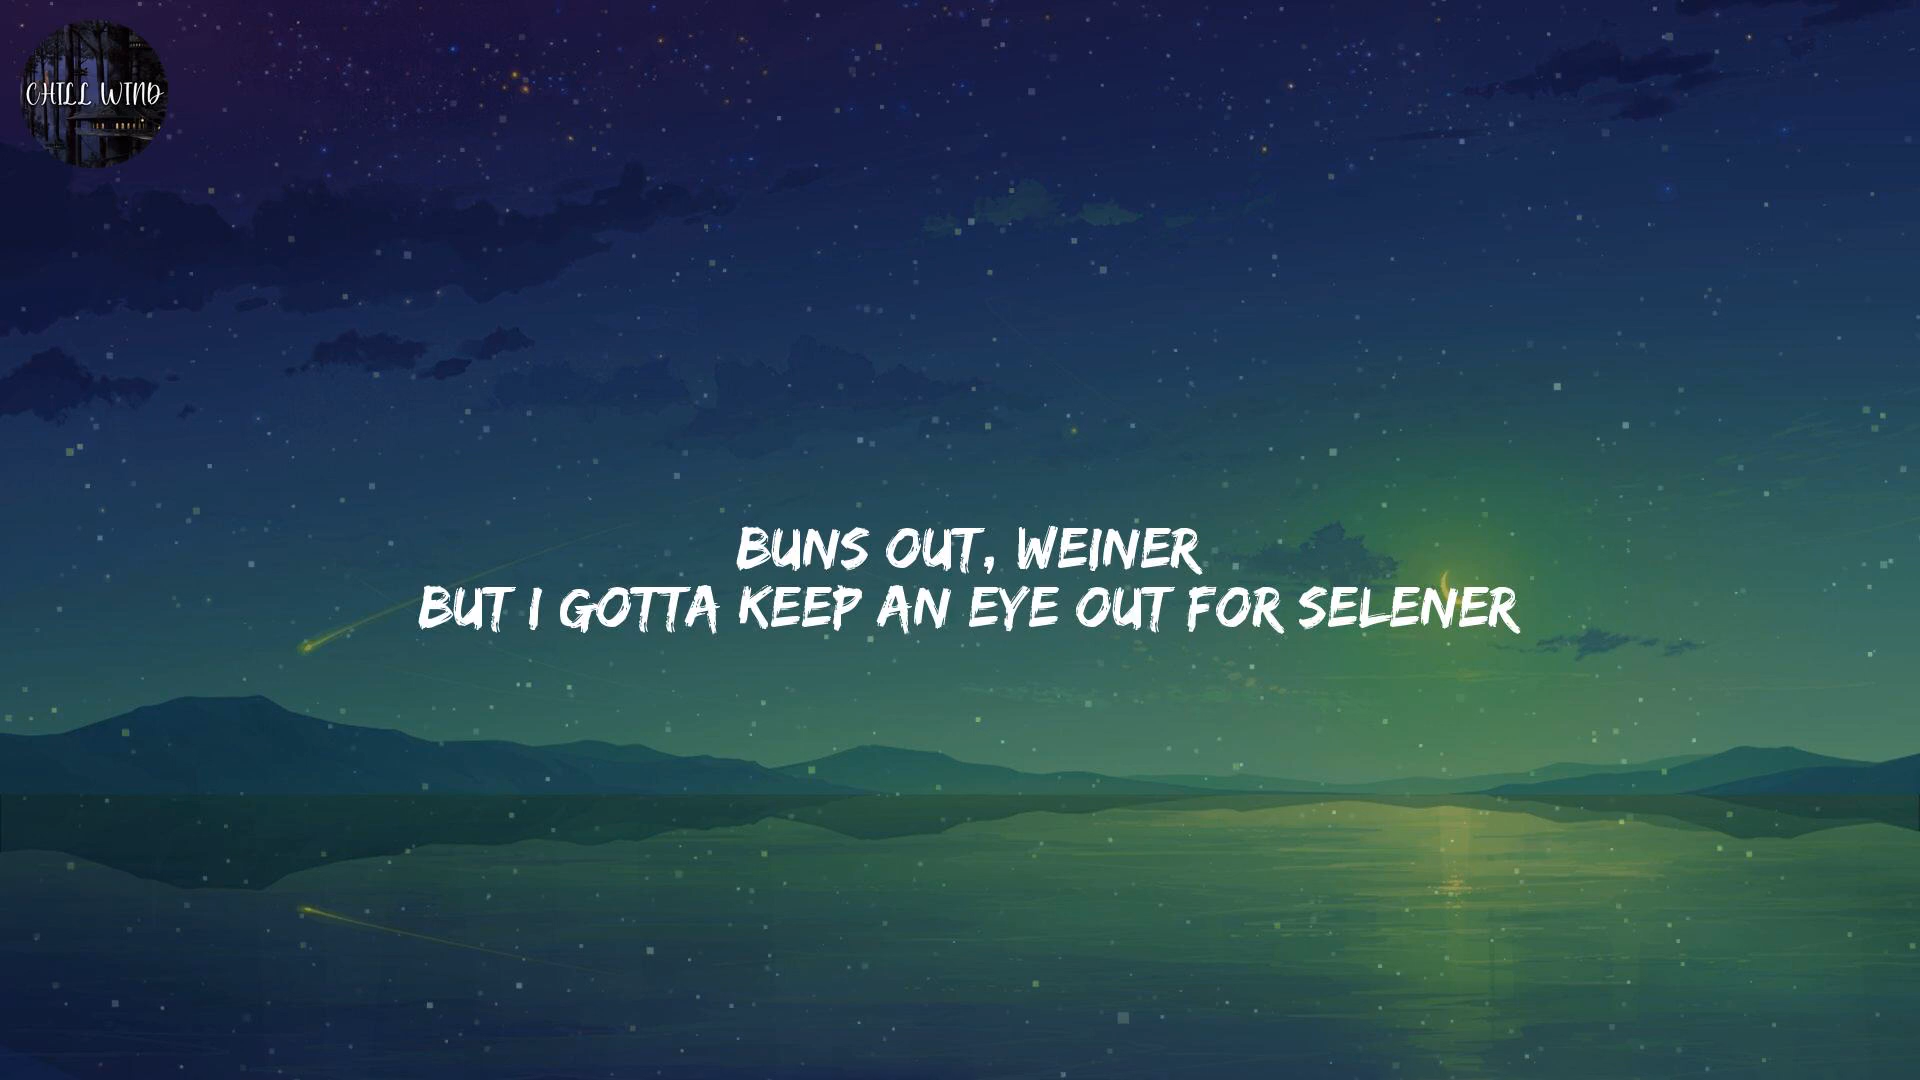 CHILL WIND
BUNS OUT, WEINER
BUT I GOTTA KEEP AN EYE OUT FOR SELENER